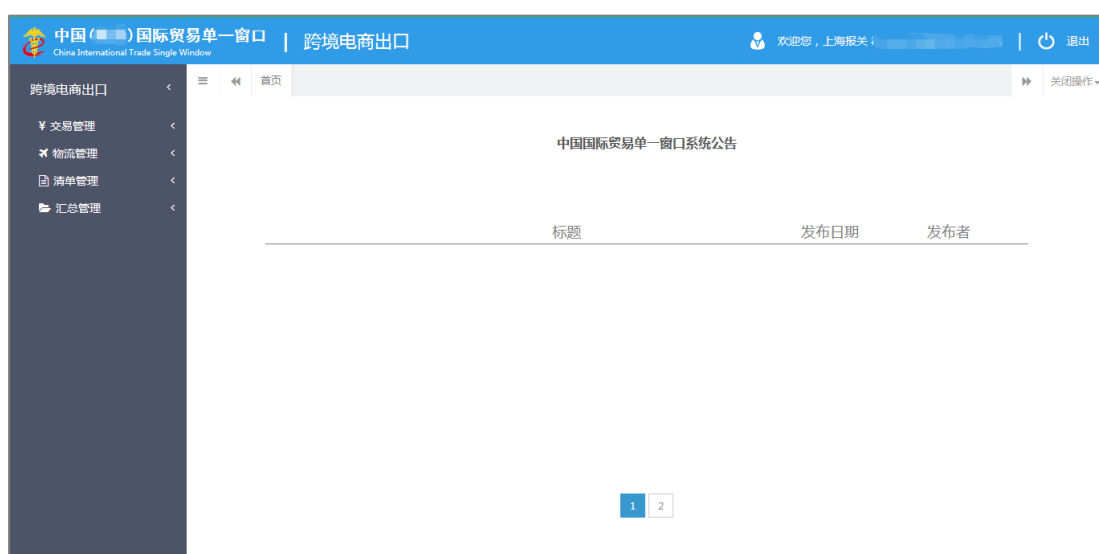 中国( )国际贸易单一窗口 | 跨境电商出口
China International Trade Single Window
欢迎您，上海报关
退出
跨境电商出口
首页
关闭操作
¥ 交易管理
物流管理
清单管理
汇总管理
中国国际贸易单一窗口系统公告
标题 发布日期 发布者
1 2